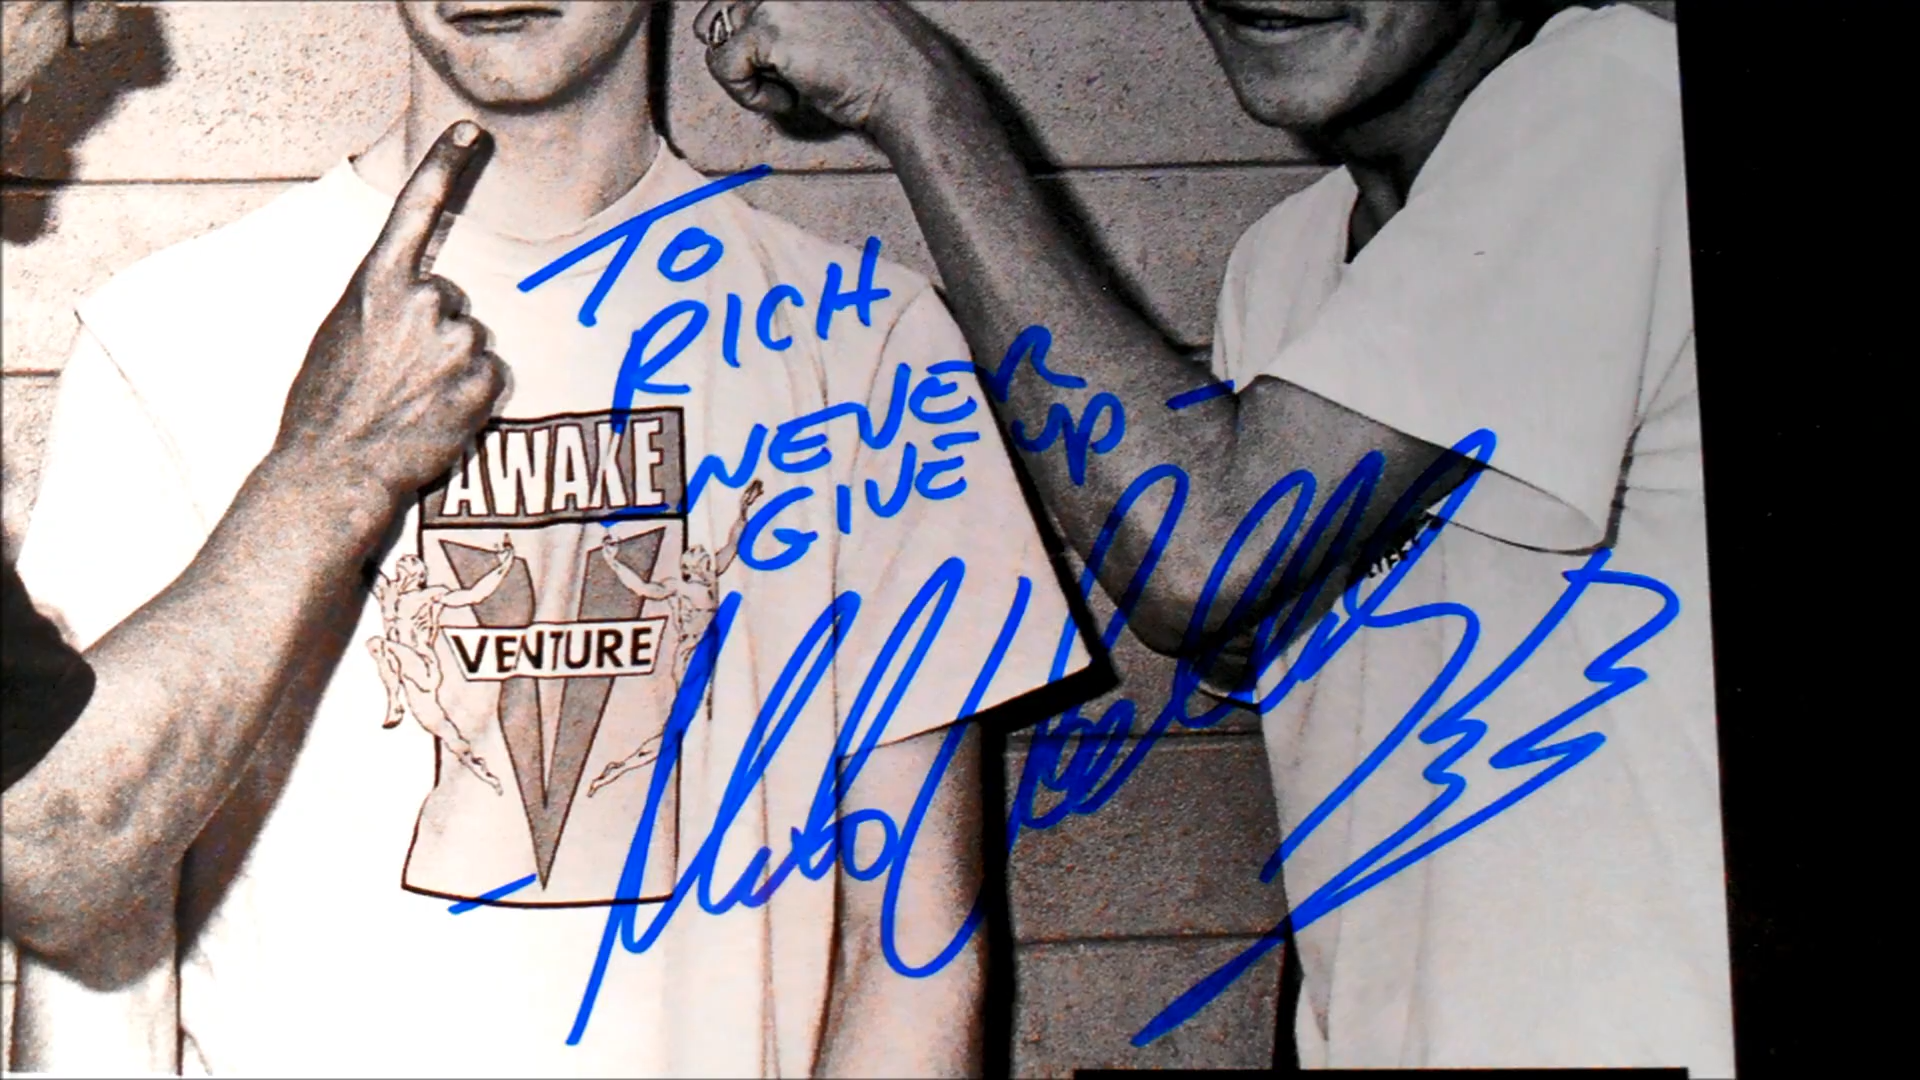 TO
RICH
NEVER
GIVE UP -
AWAKE
VENTURE